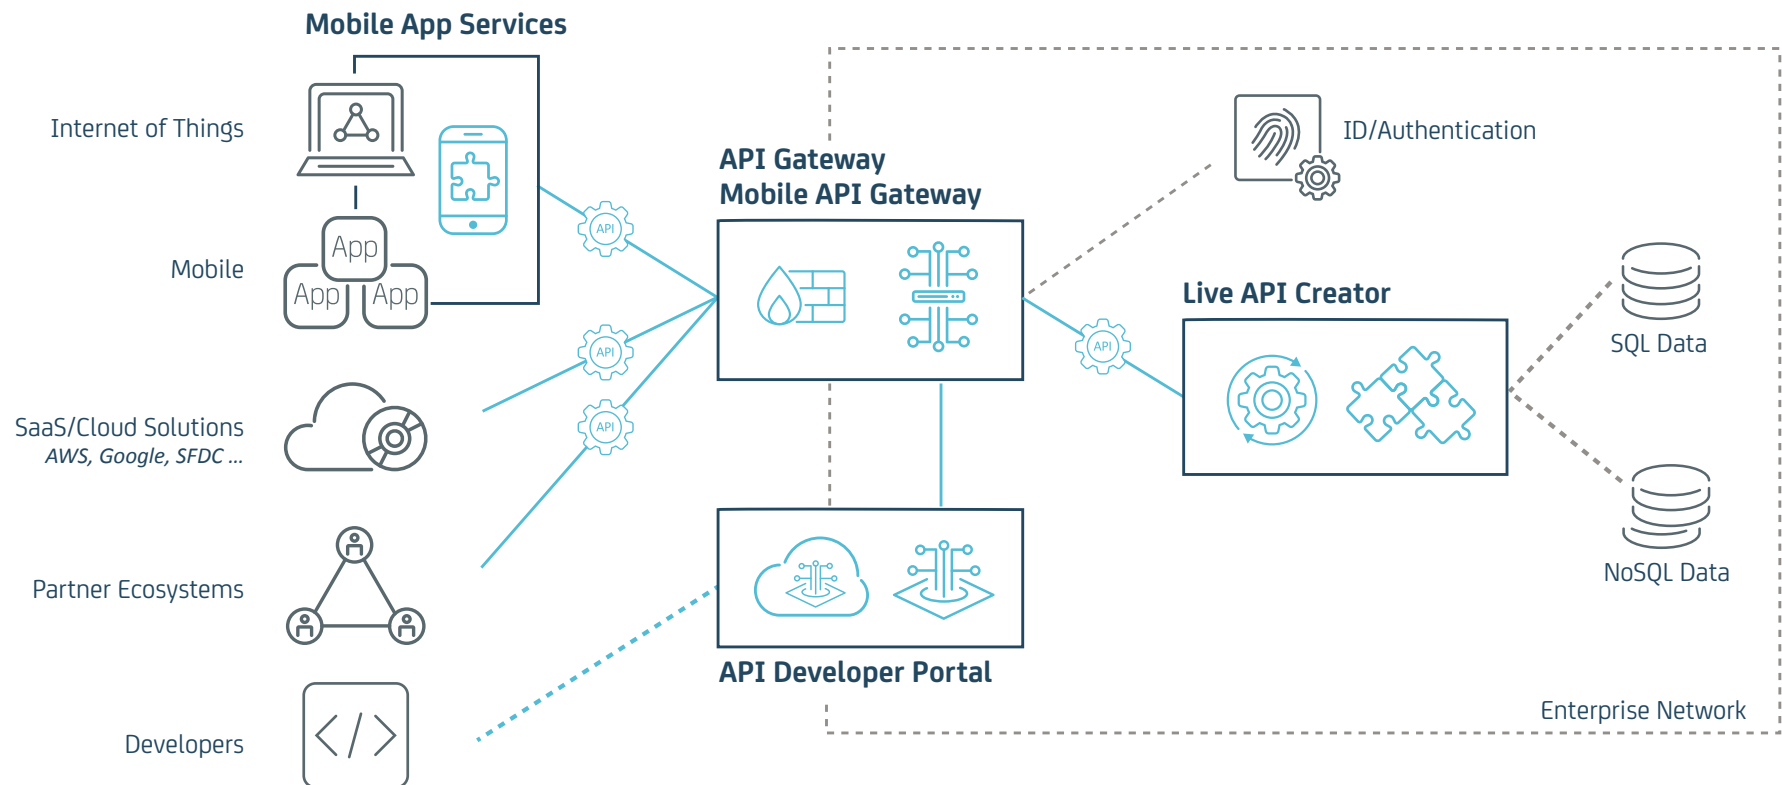 Mobile App Services
Internet of Things
Mobile
App
App
App
SaaS/Cloud Solutions
AWS, Google, SFDC ...
Partner Ecosystems
Developers
API
API
API
API Gateway
Mobile API Gateway
API Developer Portal
API
ID/Authentication
Live API Creator
SQL Data
NoSQL Data
Enterprise Network